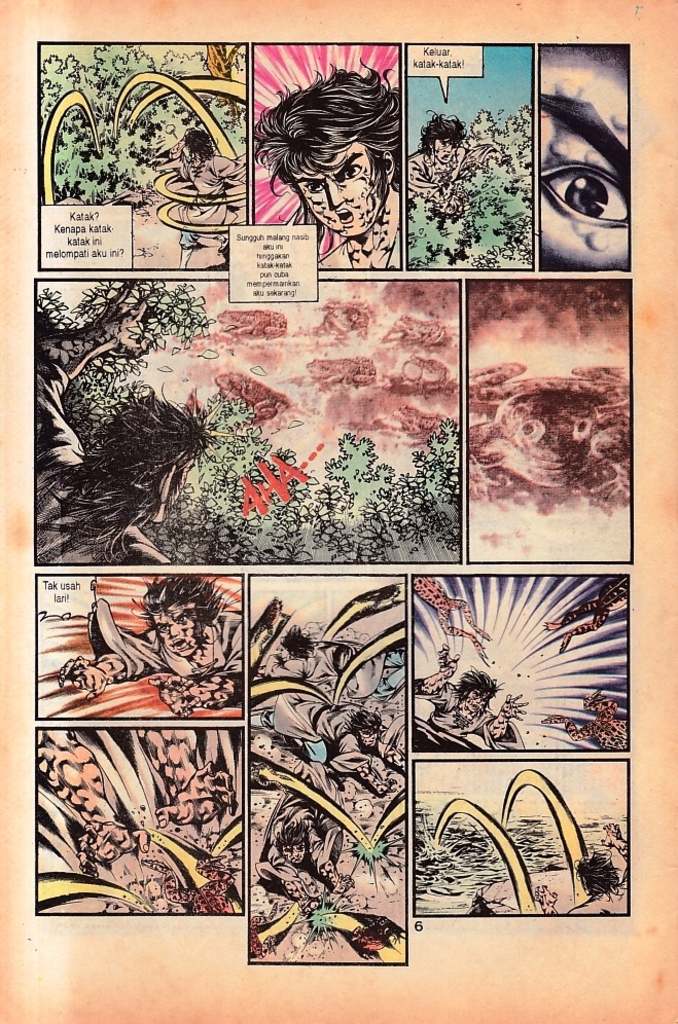 Katak?
Kenapa katak-
katak ini
melompati aku ini?
Sungguh malang nasib
aku ini
hinggakan
katak-katak
pun cuba
mempermainkan
aku sekarang!
Keluar,
katak-katak!
AHA...
Tak usah
lari!
6